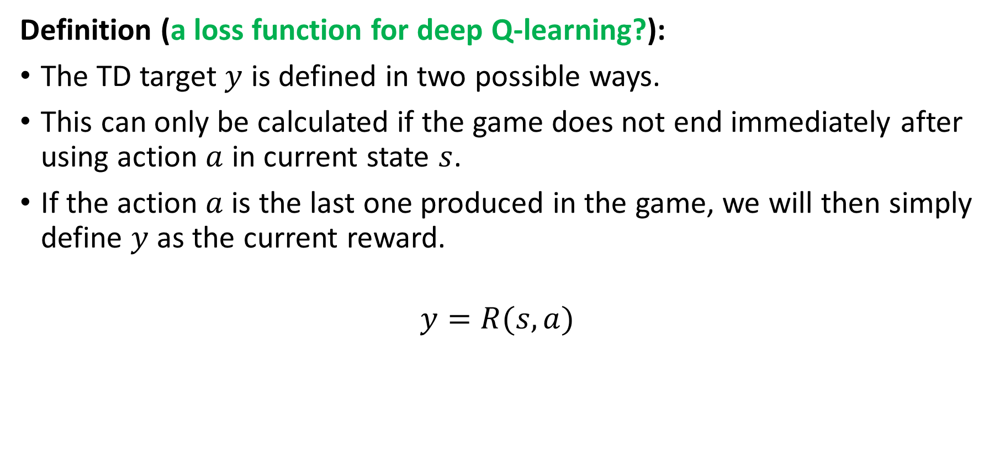 Definition (a loss function for deep Q-learning?):
• The TD target y is defined in two possible ways.
• This can only be calculated if the game does not end immediately after
using action a in current state s.
• If the action a is the last one produced in the game, we will then simply
define y as the current reward.
y = R(s, a)